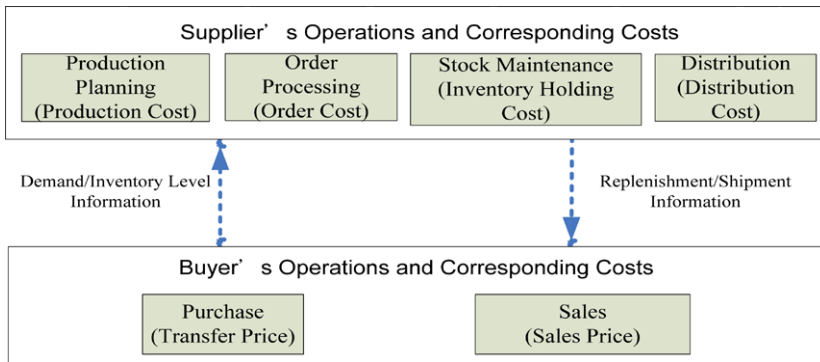 Supplier’ s Operations and Corresponding Costs
Production
Planning
(Production Cost)
Order
Processing
(Order Cost)
Stock Maintenance
(Inventory Holding
Cost)
Distribution
(Distribution
Cost)
Demand/Inventory Level
Information
Replenishment/Shipment
Information
Buyer’ s Operations and Corresponding Costs
Purchase
(Transfer Price)
Sales
(Sales Price)